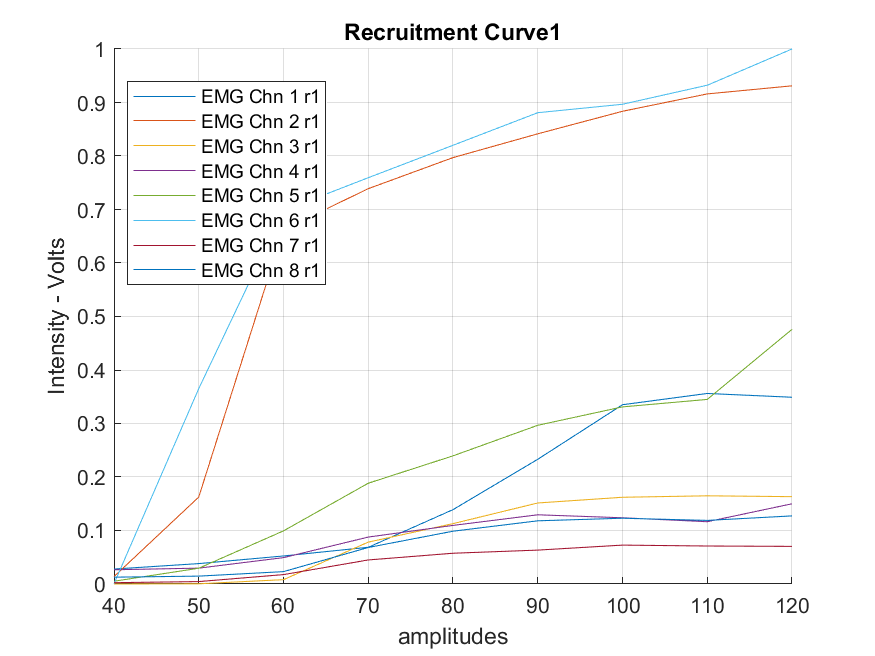 Recruitment Curve1
1
0.9
0.8
0.7
0.6
0.5
0.4
0.3
0.2
0.1
0
Intensity - Volts
EMG Chn 1 r1
EMG Chn 2 r1
EMG Chn 3 r1
EMG Chn 4 r1
EMG Chn 5 r1
EMG Chn 6 r1
EMG Chn 7 r1
EMG Chn 8 r1
40 50 60 70 80 90 100 110 120
amplitudes